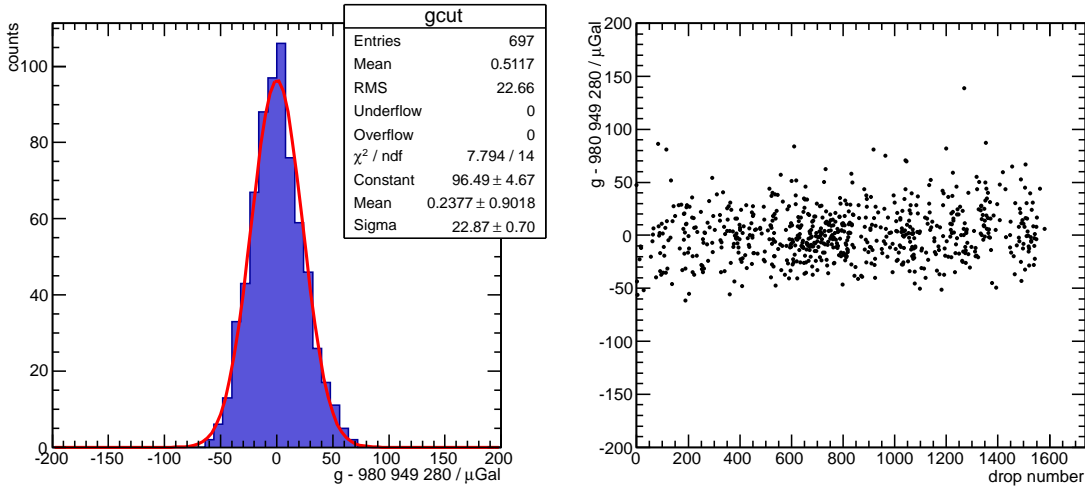 gcut
Entries 697
Mean 0.5117
RMS 22.66
Underflow 0
Overflow 0
χ² / ndf 7.794 / 14
Constant 96.49 ± 4.67
Mean 0.2377 ± 0.9018
Sigma 22.87 ± 0.70
counts
100
80
60
40
20
0
-200 -150 -100 -50 0 50 100 150 200
g - 980 949 280 / μGal
g - 980 949 280 / μGal
200
150
100
50
0
-50
-100
-150
-200
0 200 400 600 800 1000 1200 1400 1600
drop number